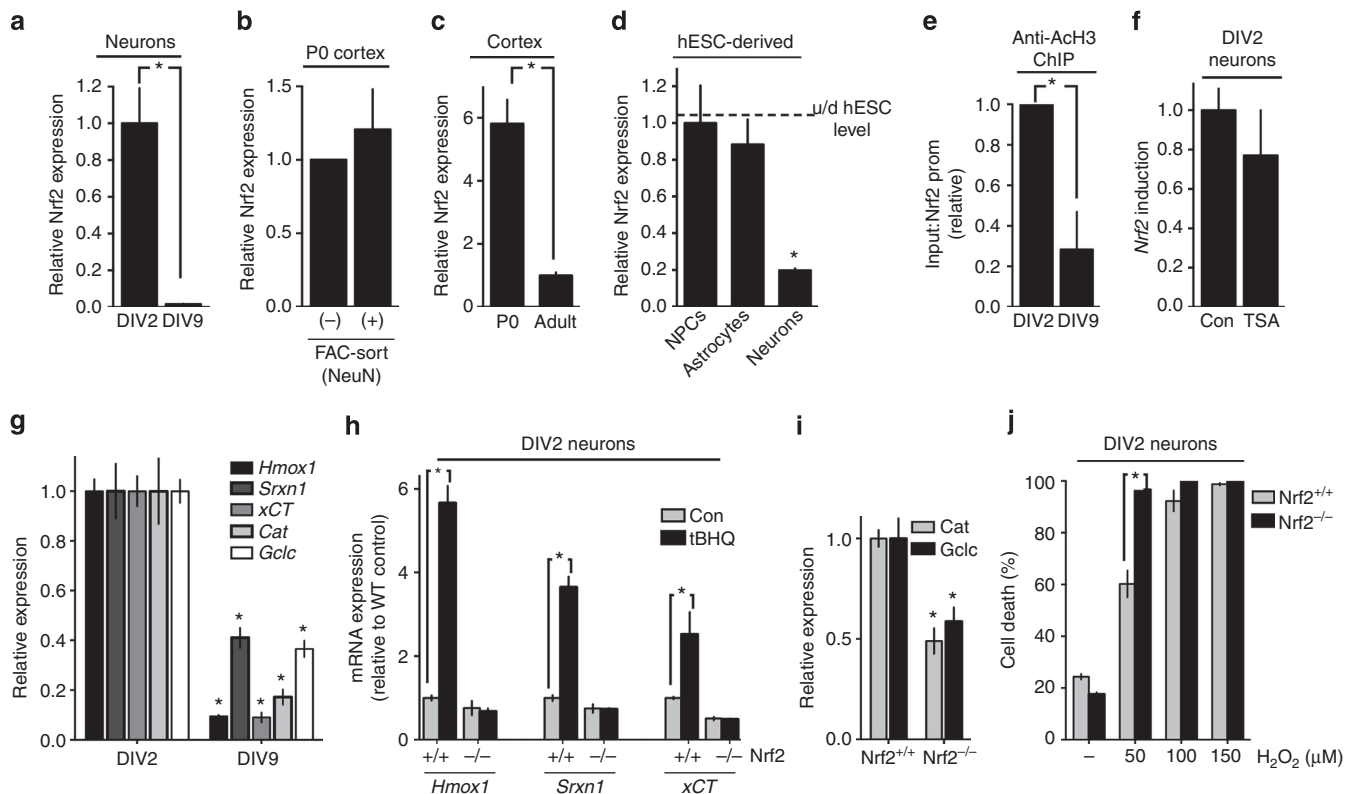 a
Neurons
*
Relative Nrf2 expression
1.2
1.0
0.8
0.6
0.4
0.2
0.0
DIV2 DIV9
b
P0 cortex
Relative Nrf2 expression
1.5
1.0
0.5
0.0
(–) (+)
FAC-sort
(NeuN)
c
Cortex
*
Relative Nrf2 expression
6
4
2
0
P0 Adult
d
hESC-derived
Relative Nrf2 expression
1.2
1.0
0.8
0.6
0.4
0.2
0.0
μ/d hESC
level
*
NPCs
Astrocytes
Neurons
e
Anti-AcH3
ChIP
*
Input:Nrf2 prom
(relative)
1.0
0.8
0.6
0.4
0.2
0.0
DIV2 DIV9
f
DIV2
neurons
Nrf2 induction
1.0
0.8
0.6
0.4
0.2
0.0
Con TSA
g
Relative expression
1.0
0.8
0.6
0.4
0.2
0.0
Hmox1
Srxn1
xCT
Cat
Gclc
* * * * *
DIV2 DIV9
h
DIV2 neurons
mRNA expression
(relative to WT control)
6
4
2
1
0
* * *
Con
tBHQ
+/+ –/– +/+ –/– +/+ –/– Nrf2
Hmox1 Srxn1 xCT
i
Relative expression
1.0
0.5
0.0
Cat
Gclc
* *
Nrf2+/+ Nrf2–/–
j
DIV2 neurons
*
Cell death (%)
100
80
60
40
20
0
Nrf2+/+
Nrf2–/–
– 50 100 150 H2O2 (μM)